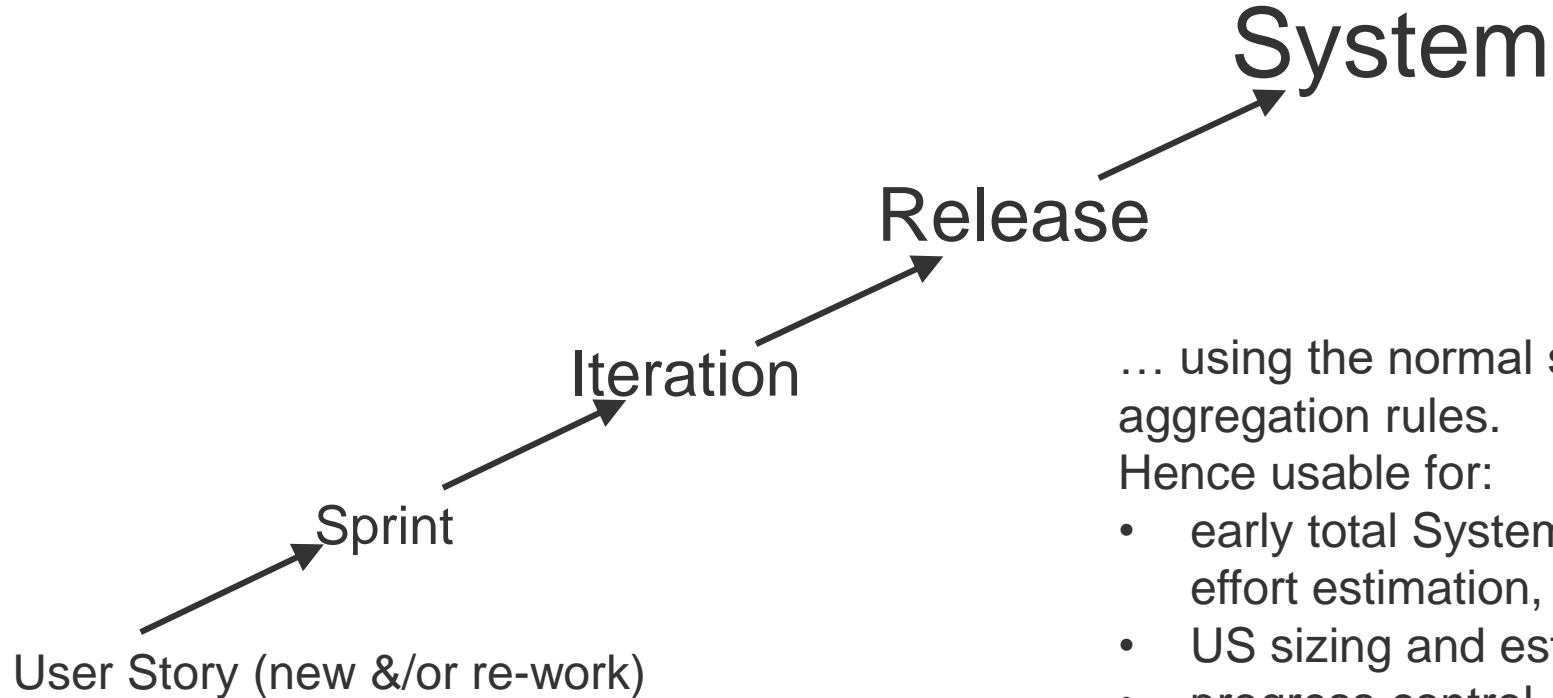 System
Release
Iteration
Sprint
User Story (new &/or re-work)
… using the normal
aggregation rules.
Hence usable for:
• early total System
effort estimation,
• US sizing and